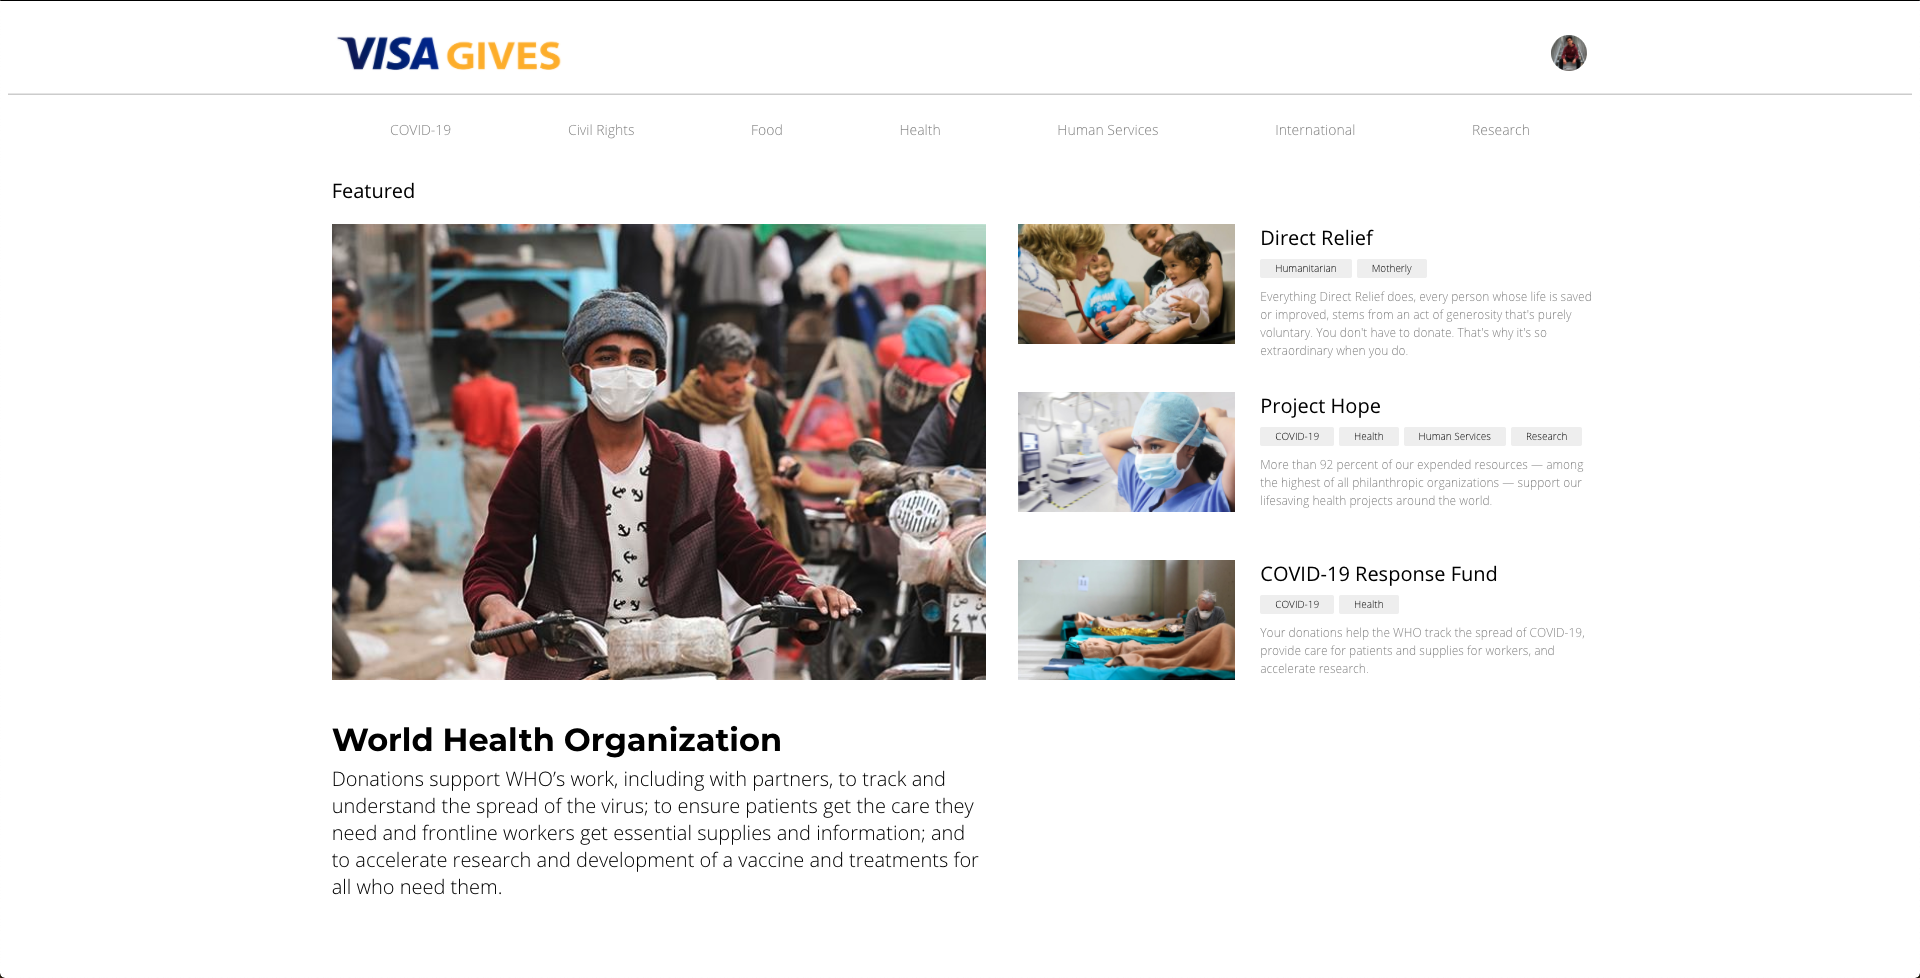 VISA GIVES
COVID-19
Civil Rights
Food
Health
Human Services
International
Research
Featured
Direct Relief
Humanitarian
Motherly
Everything Direct Relief does, every person whose life is saved
or improved, stems from an act of generosity that's purely
voluntary. You don't have to donate. That's why it's so
extraordinary when you do.
Project Hope
COVID-19
Health
Human Services
Research
More than 92 percent of our expended resources — among
the highest of all philanthropic organizations — support our
lifesaving health projects around the world.
COVID-19 Response Fund
COVID-19
Health
Your donations help the WHO track the spread of COVID-19,
provide care for patients and supplies for workers, and
accelerate research.
World Health Organization
Donations support WHO’s work, including with partners, to track and
understand the spread of the virus; to ensure patients get the care they
need and frontline workers get essential supplies and information; and
to accelerate research and development of a vaccine and treatments for
all who need them.